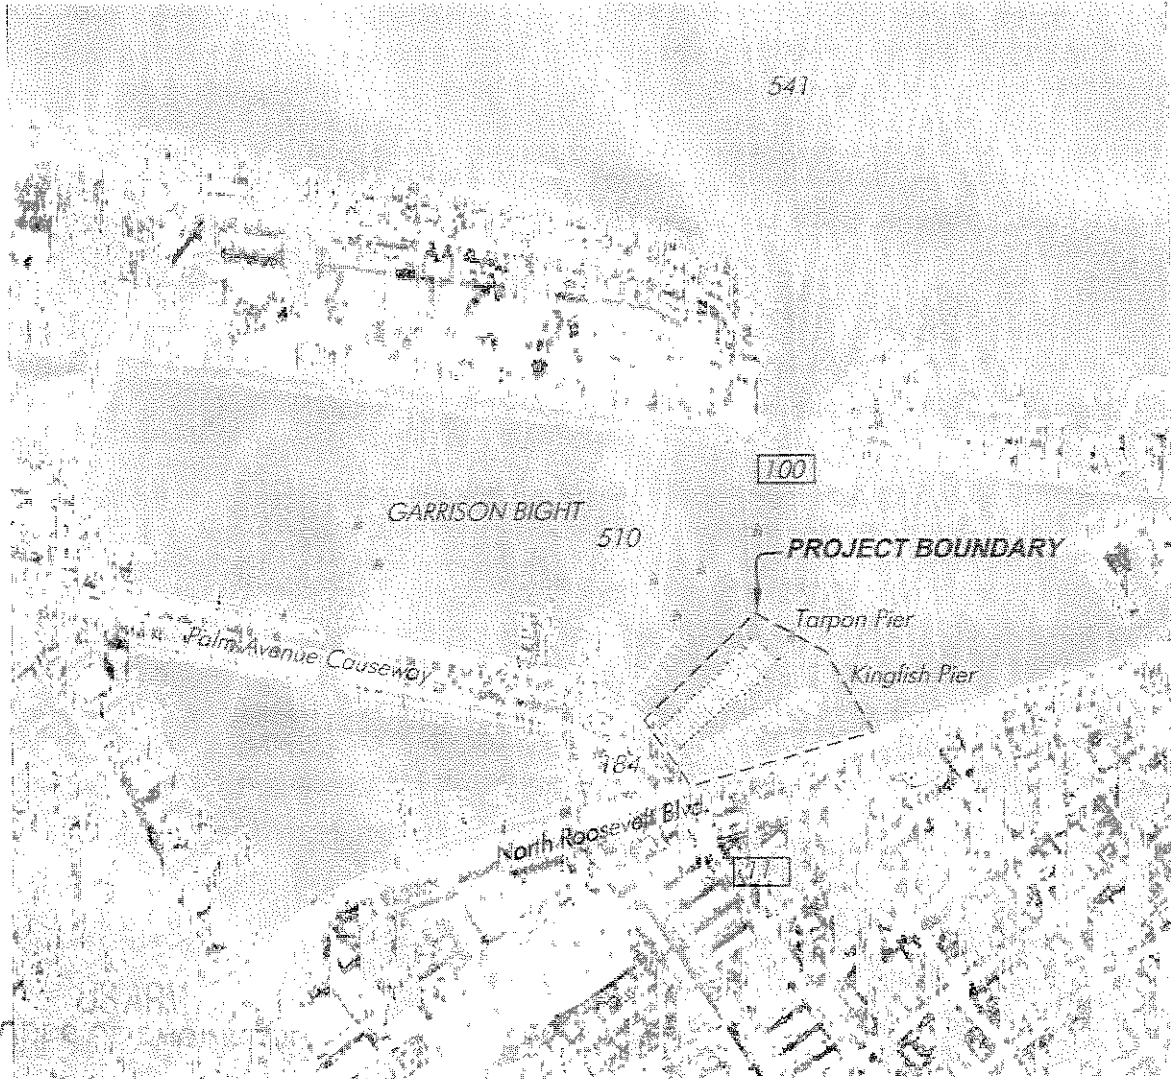 541
100
GARRISON BIGHT
510
PROJECT BOUNDARY
Tarpon Pier
Palm Avenue Causeway
Kingfish Pier
184
North Roosevelt Blvd.